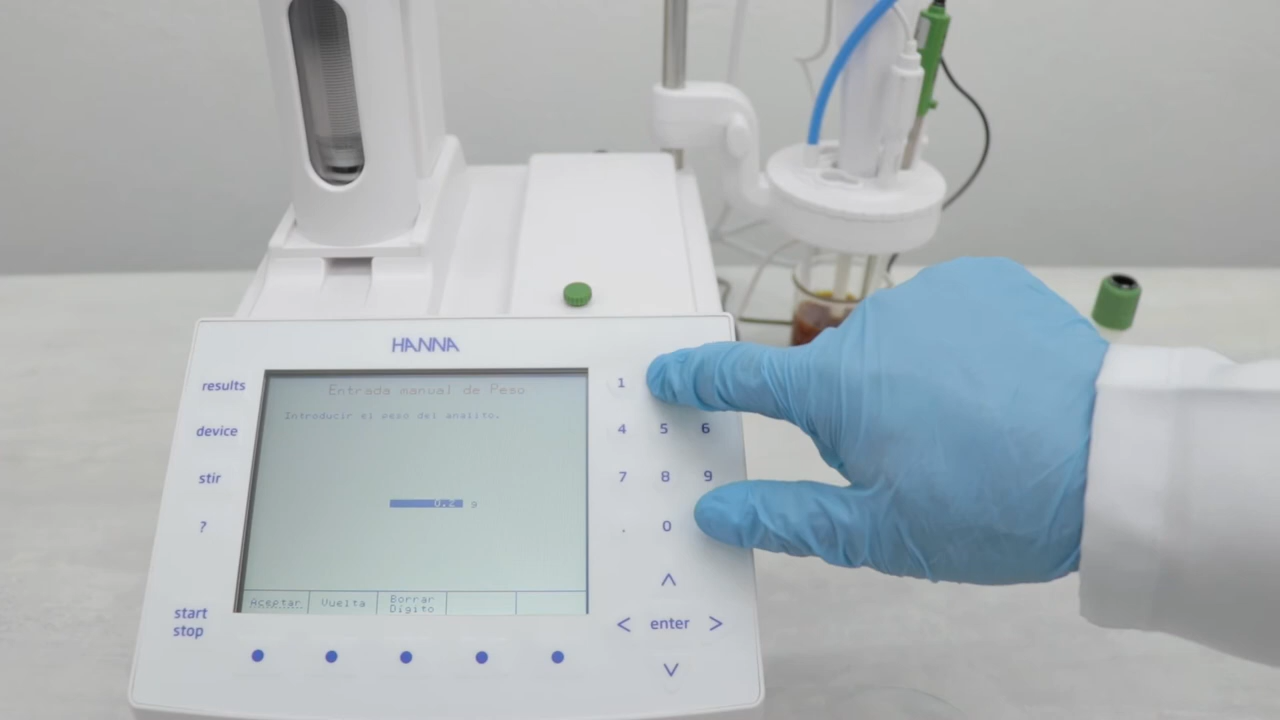 HANNA
results
device
stir
?
start
stop
Entrada manual de Peso
Introducir el peso del analito.
0.2 g
Aceptar
Vuelta
Borrar
Dígito
1
4 5 6
7 8 9
. 0
< enter >